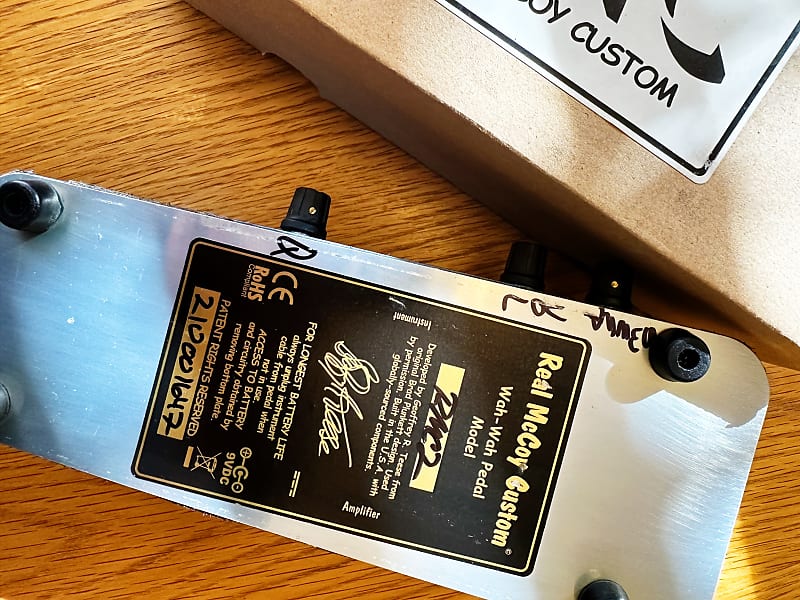 OY CUSTOM
Real McCoy Custom©
Wah-Wah Pedal
Model
RMC2
Developed by Geoffrey R. Teese from
original Brad Plunkett design. Used
by permission. Built in the U.S.A. with
globally-sourced components.
Instrument
Amplifier
FOR LONGEST BATTERY LIFE
always unplug instrument
cable from pedal when
not in use.
ACCESS TO BATTERY
and circuitry obtained by
removing bottom plate.
PATENT RIGHTS RESERVED
CE
RoHS
Compliant
9VDC
Q